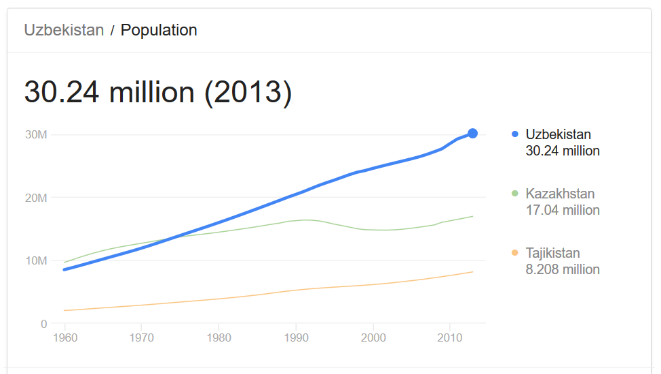 Uzbekistan / Population
30.24 million (2013)
30M
20M
10M
0
1960 1970 1980 1990 2000 2010
Uzbekistan
30.24 million
Kazakhstan
17.04 million
Tajikistan
8.208 million